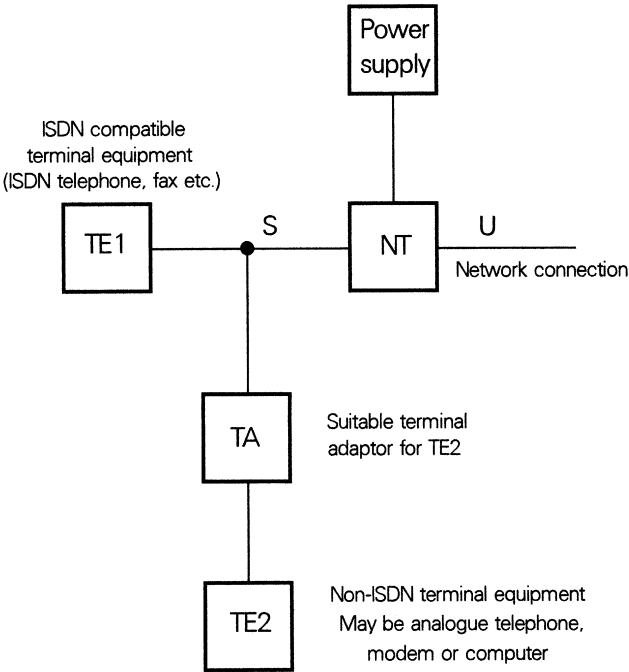 Power
supply
ISDN compatible
terminal equipment
(ISDN telephone, fax etc.)
TE1
S
NT
U
Network connection
TA
Suitable terminal
adaptor for TE2
TE2
Non-ISDN terminal equipment
May be analogue telephone,
modem or computer